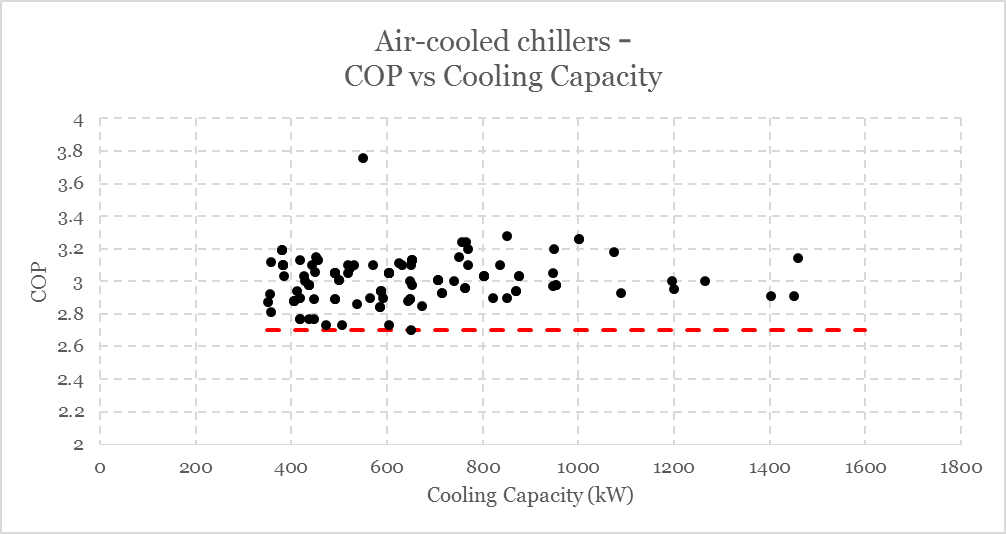 Air-cooled chillers -
COP vs Cooling Capacity
4
3.8
3.6
3.4
3.2
3
2.8
2.6
2.4
2.2
2
COP
0 200 400 600 800 1000 1200 1400 1600 1800
Cooling Capacity (kW)